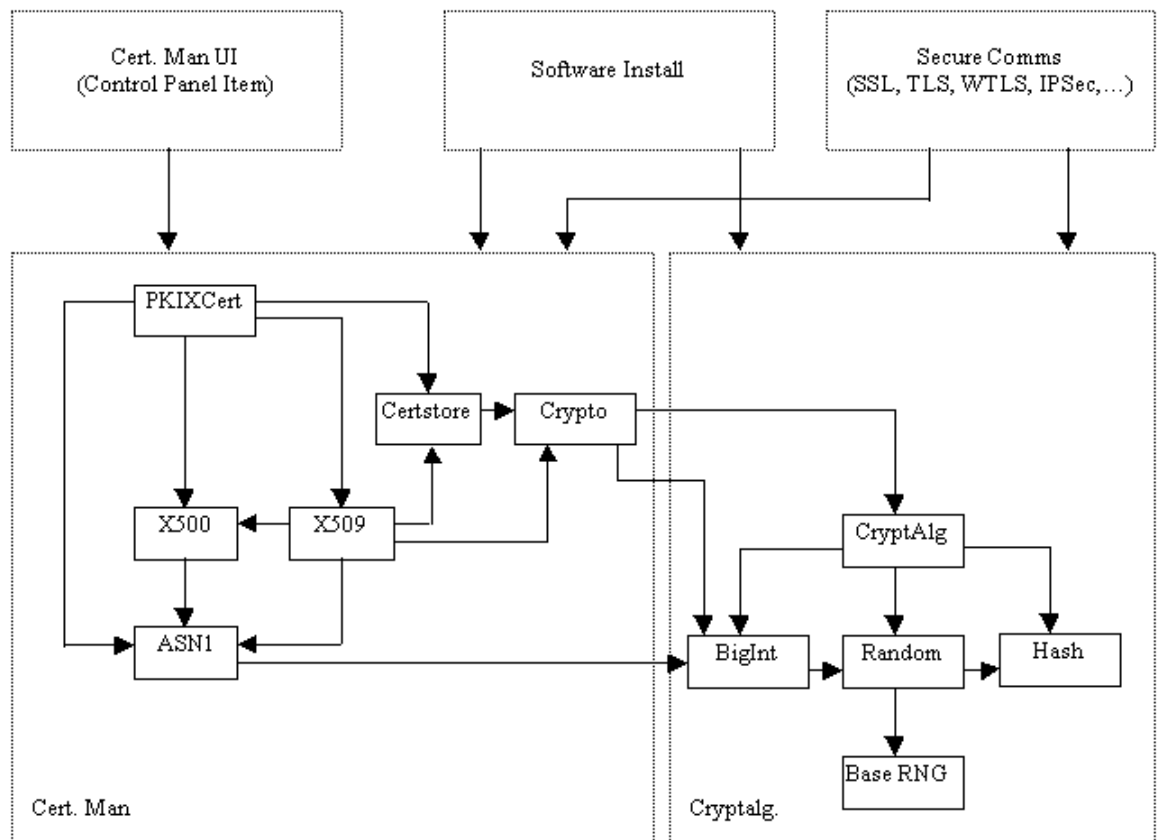 Cert. Man UI
(Control Panel Item)
Software Install
Secure Comms
(SSL, TLS, WTLS, IPSec,...)
PKIXCert
Certstore
Crypto
X500
X509
CryptAlg
ASN1
BigInt
Random
Hash
Base RNG
Cert. Man
Cryptalg.